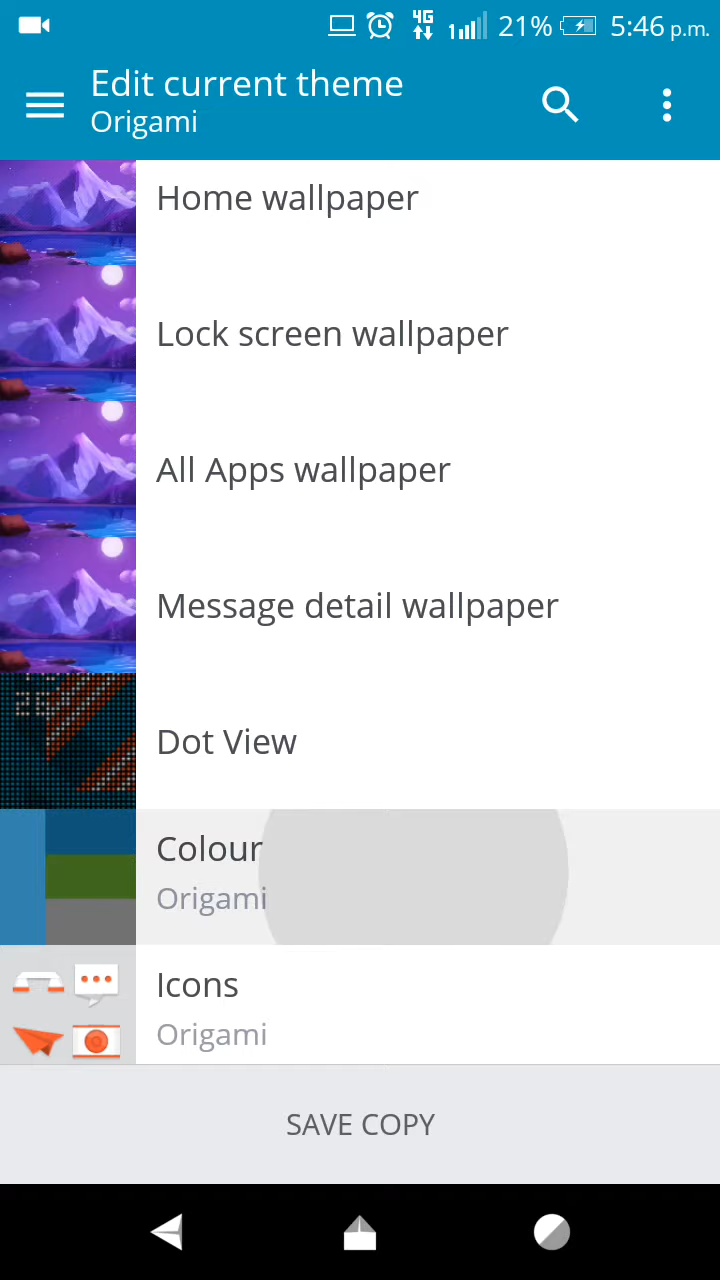 4G 21% 5:46 p.m.
Edit current theme
Origami
Home wallpaper
Lock screen wallpaper
All Apps wallpaper
Message detail wallpaper
Dot View
Colour
Origami
Icons
Origami
SAVE COPY